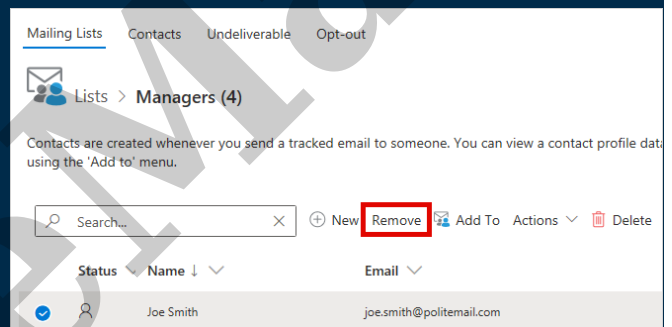 Mailing Lists Contacts Undeliverable Opt-out
Lists > Managers (4)
Contacts are created whenever you send a tracked email to someone. You can view a contact profile data
using the 'Add to' menu.
Search... New Remove Add To Actions Delete
Status Name ↓ Email
Joe Smith joe.smith@politemail.com